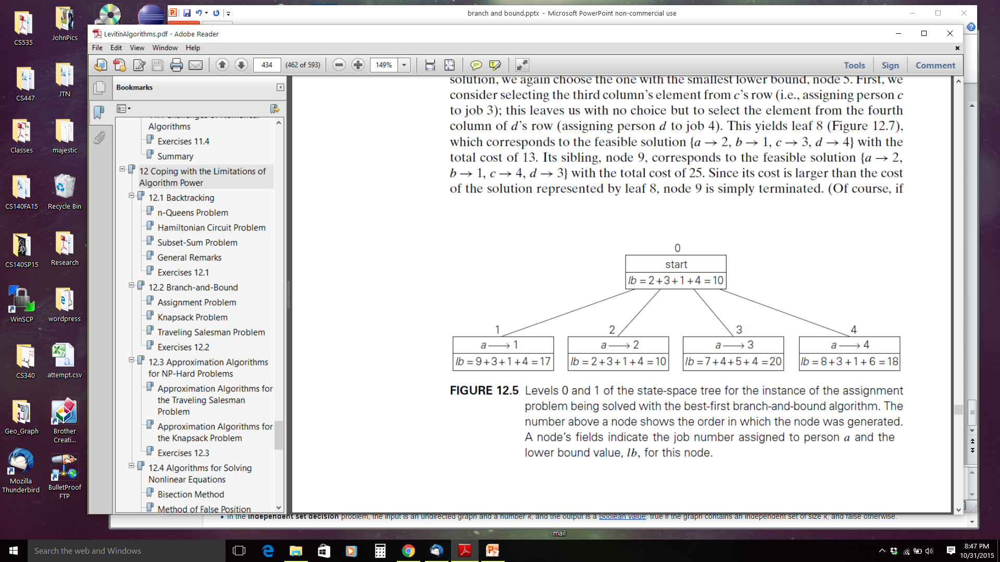 branch and bound.pptx - Microsoft PowerPoint non-commercial use
LevitinAlgorithms.pdf - Adobe Reader
File Edit View Window Help
434 (462 of 593) 149% Tools Sign Comment
Bookmarks
Algorithms
Exercises 11.4
Summary
12 Coping with the Limitations of
Algorithm Power
12.1 Backtracking
n-Queens Problem
Hamiltonian Circuit Problem
Subset-Sum Problem
General Remarks
Exercises 12.1
12.2 Branch-and-Bound
Assignment Problem
Knapsack Problem
Traveling Salesman Problem
Exercises 12.2
12.3 Approximation Algorithms
for NP-Hard Problems
Approximation Algorithms for
the Traveling Salesman
Problem
Approximation Algorithms for
the Knapsack Problem
Exercises 12.3
12.4 Algorithms for Solving
Nonlinear Equations
Bisection Method
Method of False Position
solution, we again choose the one with the smallest lower bound, node 5. First, we
consider selecting the third column's element from c's row (i.e., assigning person c
to job 3); this leaves us with no choice but to select the element from the fourth
column of d's row (assigning person d to job 4). This yields leaf 8 (Figure 12.7),
which corresponds to the feasible solution {a → 2, b → 1, c → 3, d → 4} with the
total cost of 13. Its sibling, node 9, corresponds to the feasible solution {a → 2,
b → 1, c → 4, d → 3} with the total cost of 25. Since its cost is larger than the cost
of the solution represented by leaf 8, node 9 is simply terminated. (Of course, if
0
start
lb = 2+3+1+4 = 10
1 2 3 4
a → 1 a → 2 a → 3 a → 4
lb = 9+3+1+4 = 17 lb = 2+3+1+4 = 10 lb = 7+4+5+4 = 20 lb = 8+3+1+6 = 18
FIGURE 12.5 Levels 0 and 1 of the state-space tree for the instance of the assignment
problem being solved with the best-first branch-and-bound algorithm. The
number above a node shows the order in which the node was generated.
A node's fields indicate the job number assigned to person a and the
lower bound value, lb, for this node.
In the independent set decision problem, the input is an undirected graph and a number k, and the output is a Boolean value: true if the graph contains an independent set of size k, and false otherwise.
CS535
JohnPics
CS447
JTN
Classes
majestic
CS140FA15
Recycle Bin
CS140SP15
Research
WinSCP
wordpress
CS340
attempt.csv
Geo_Graph
Brother
Creati...
Mozilla
Thunderbird
BulletProof
FTP
mail
Search the web and Windows
8:47 PM
10/31/2015